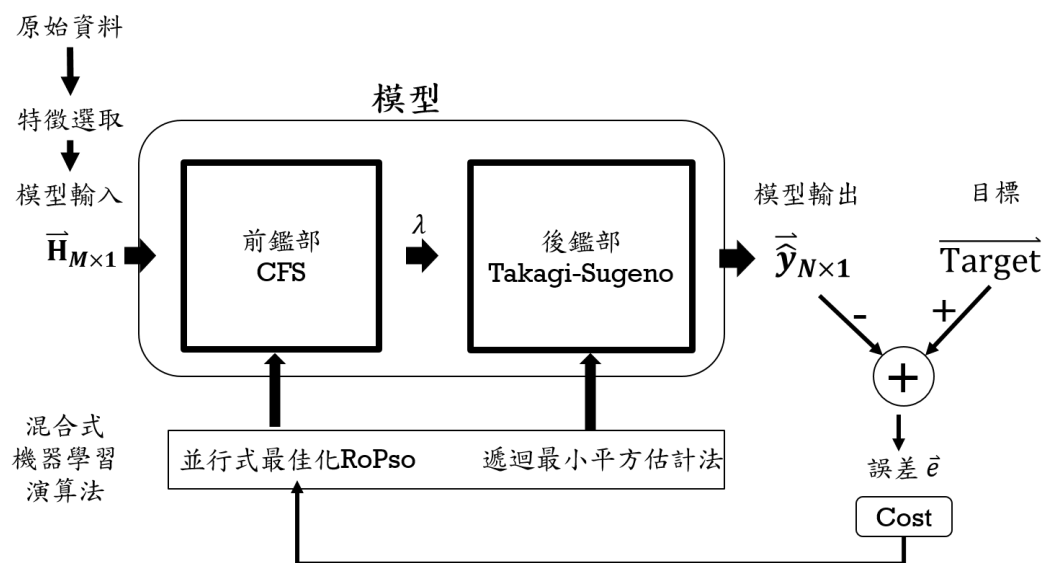 原始資料
特徵選取
模型輸入
H⃗M×1
模型
前鑑部
CFS
λ
後鑑部
Takagi-Sugeno
模型輸出
ŷ⃗N×1
目標
Target
-
+
+
誤差 e⃗
Cost
混合式
機器學習
演算法
並行式最佳化RoPso
遞迴最小平方估計法